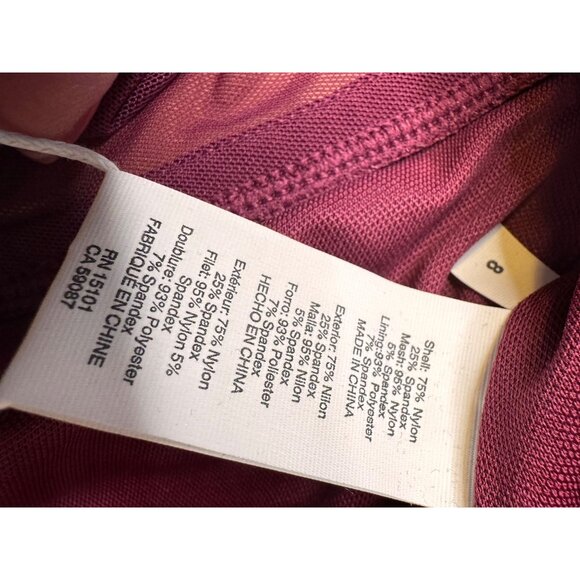 Shell: 75% Nylon
25% Spandex
Mesh: 95% Nylon
5% Spandex
Lining:93% Polyester
7% Spandex
MADE IN CHINA
Exterior: 75% Nilon
25% Spandex
Malla: 95% Nilon
5% Spandex
Forro: 93% Poliester
7% Spandex
HECHO EN CHINA
Extérieur: 75% Nylon
25% Spandex
Filet: 95% Nylon 5%
Spandex
Doublure: 93% Polyester
7% Spandex
FABRIQUE EN CHINE
RN 15101
CA 59087
8